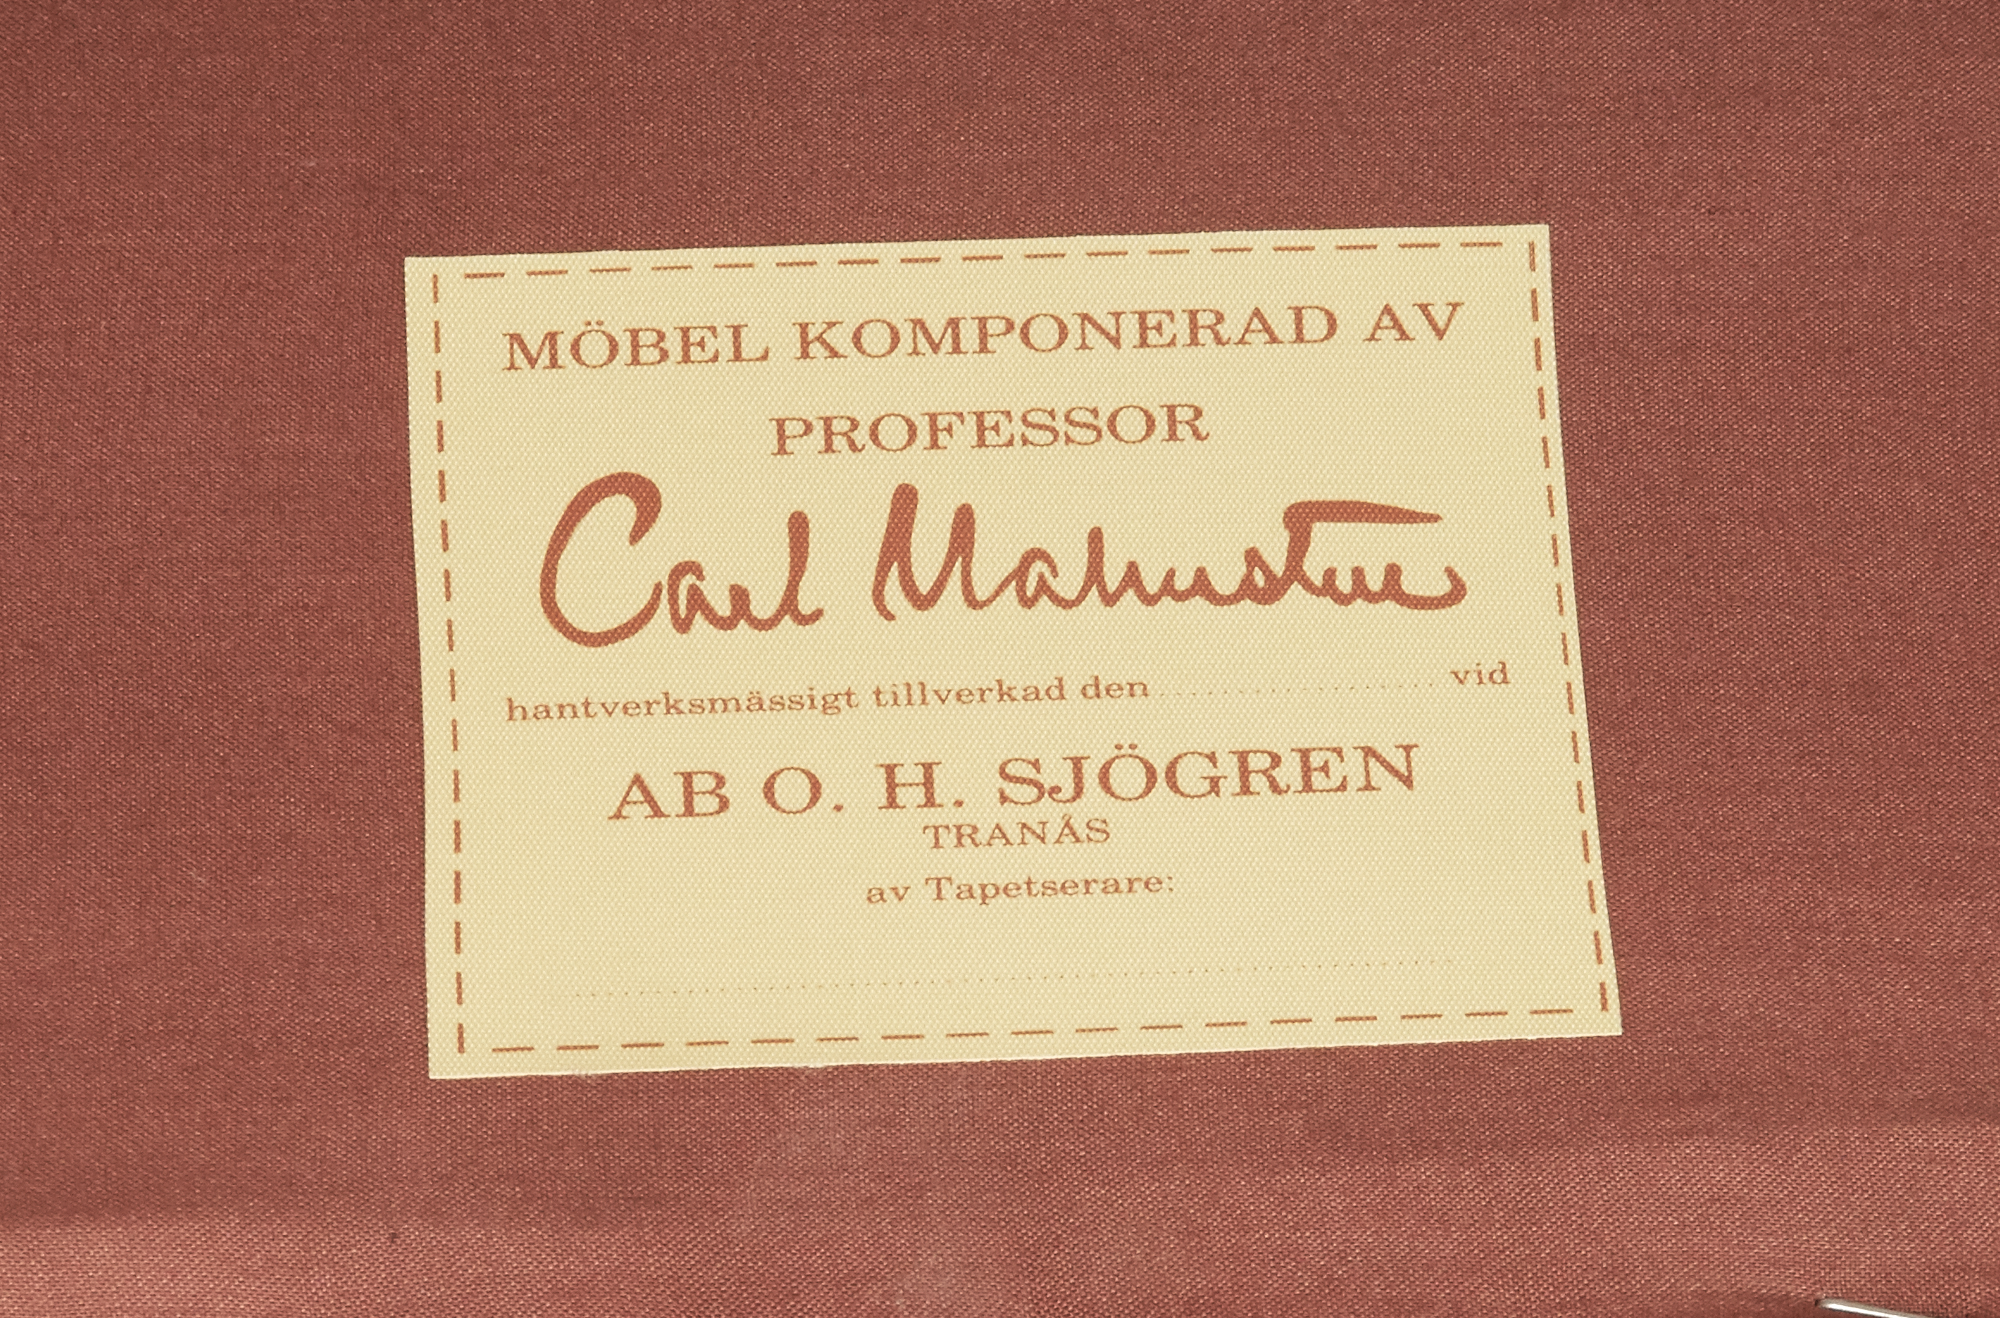 MÖBEL KOMPONERAD AV
PROFESSOR
Carl Malmsten
hantverksmässigt tillverkad den .................... vid
AB O. H. SJÖGREN
TRANÅS
av Tapetserare: